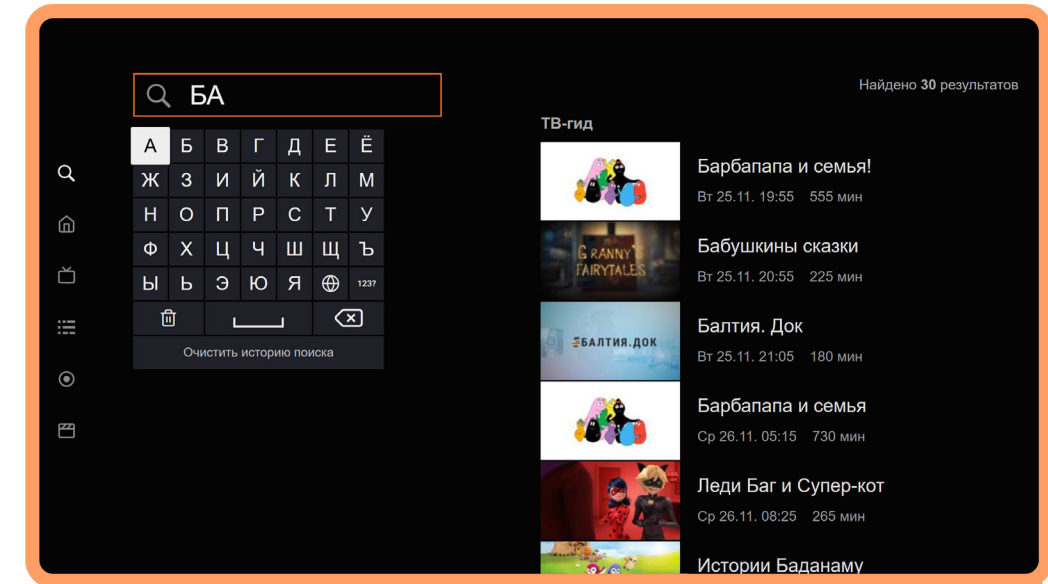 БА
А Б В Г Д Е Ё
Ж З И Й К Л М
Н О П Р С Т У
Ф Х Ц Ч Ш Щ Ъ
Ы Ь Э Ю Я 123?
Очистить историю поиска
Найдено 30 результатов
ТВ-гид
Барбапапа и семья!
Вт 25.11. 19:55 555 мин
GRANNY'S
FAIRYTALES
Бабушкины сказки
Вт 25.11. 20:55 225 мин
БАЛТИЯ.ДОК
Балтия. Док
Вт 25.11. 21:05 180 мин
Барбапапа и семья
Ср 26.11. 05:15 730 мин
Леди Баг и Супер-кот
Ср 26.11. 08:25 265 мин
Истории Баданаму